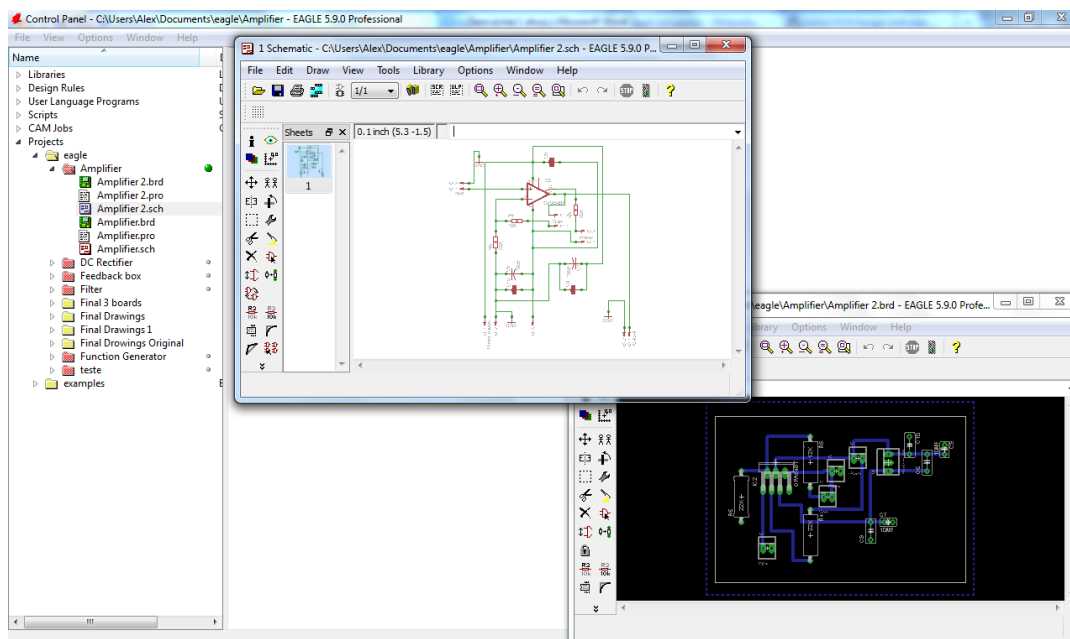 Control Panel - C:\Users\Alex\Documents\eagle\Amplifier - EAGLE 5.9.0 Professional
File View Options Window Help
Name
Libraries
Design Rules
User Language Programs
Scripts
CAM Jobs
Projects
eagle
Amplifier
Amplifier 2.brd
Amplifier 2.pro
Amplifier 2.sch
Amplifier.brd
Amplifier.pro
Amplifier.sch
DC Rectifier
Feedback box
Filter
Final 3 boards
Final Drawings
Final Drawings 1
Final Drowings Original
Function Generator
teste
examples
1 Schematic - C:\Users\Alex\Documents\eagle\Amplifier\Amplifier 2.sch - EAGLE 5.9.0 P...
File Edit Draw View Tools Library Options Window Help
1/1
Sheets
0.1 inch (5.3 -1.5)
1
eagle\Amplifier\Amplifier 2.brd - EAGLE 5.9.0 Profe...
Options Window Help
22K
22K